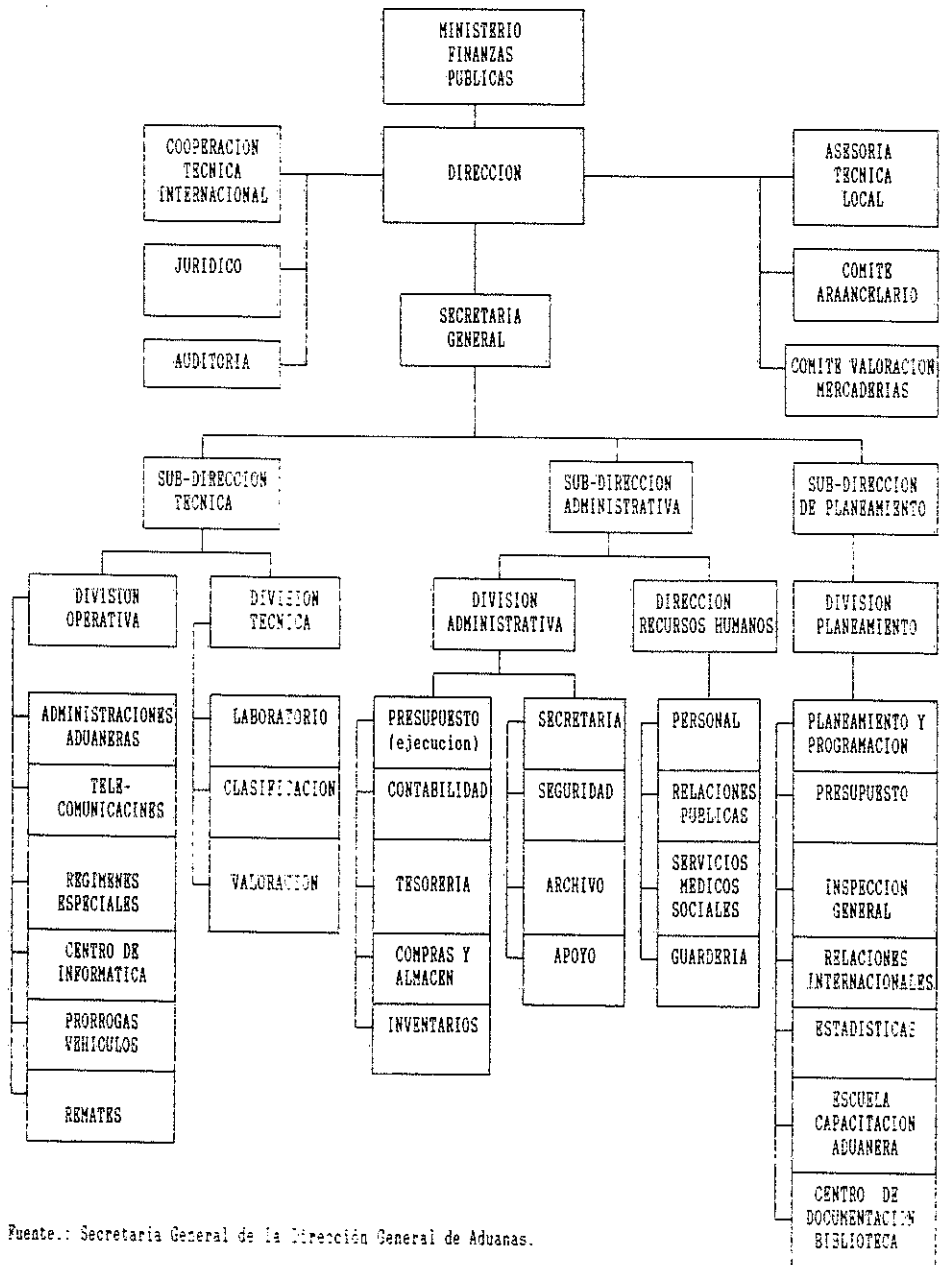 MINISTERIO
FINANZAS
PUBLICAS
COOPERACION
TECNICA
INTERNACIONAL
DIRECCION
ASESORIA
TECNICA
LOCAL
JURIDICO
COMITE
ARAANCELARIO
SECRETARIA
GENERAL
AUDITORIA
COMITE VALORACION
MERCADERIAS
SUB-DIRECCION
TECNICA
SUB-DIRECCION
ADMINISTRATIVA
SUB-DIRECCION
DE PLANEAMIENTO
DIVISION
OPERATIVA
DIVISION
TECNICA
DIVISION
ADMINISTRATIVA
DIRECCION
RECURSOS HUMANOS
DIVISION
PLANEAMIENTO
ADMINISTRACIONES
ADUANERAS
TELE-
COMUNICACINES
REGIMENES
ESPECIALES
CENTRO DE
INFORMATICA
PRORROGAS
VEHICULOS
REMATES
LABORATORIO
CLASIFICACION
VALORACION
PRESUPUESTO
(ejecucion)
CONTABILIDAD
TESORERIA
COMPRAS Y
ALMACEN
INVENTARIOS
SECRETARIA
SEGURIDAD
ARCHIVO
APOYO
PERSONAL
RELACIONES
PUBLICAS
SERVICIOS
MEDICOS
SOCIALES
GUARDERIA
PLANEAMIENTO Y
PROGRAMACION
PRESUPUESTO
INSPECCION
GENERAL
RELACIONES
INTERNACIONALES
ESTADISTICAS
ESCUELA
CAPACITACION
ADUANERA
CENTRO DE
DOCUMENTACION
BIBLIOTECA
Fuente.: Secretaria General de la Dirección General de Aduanas.